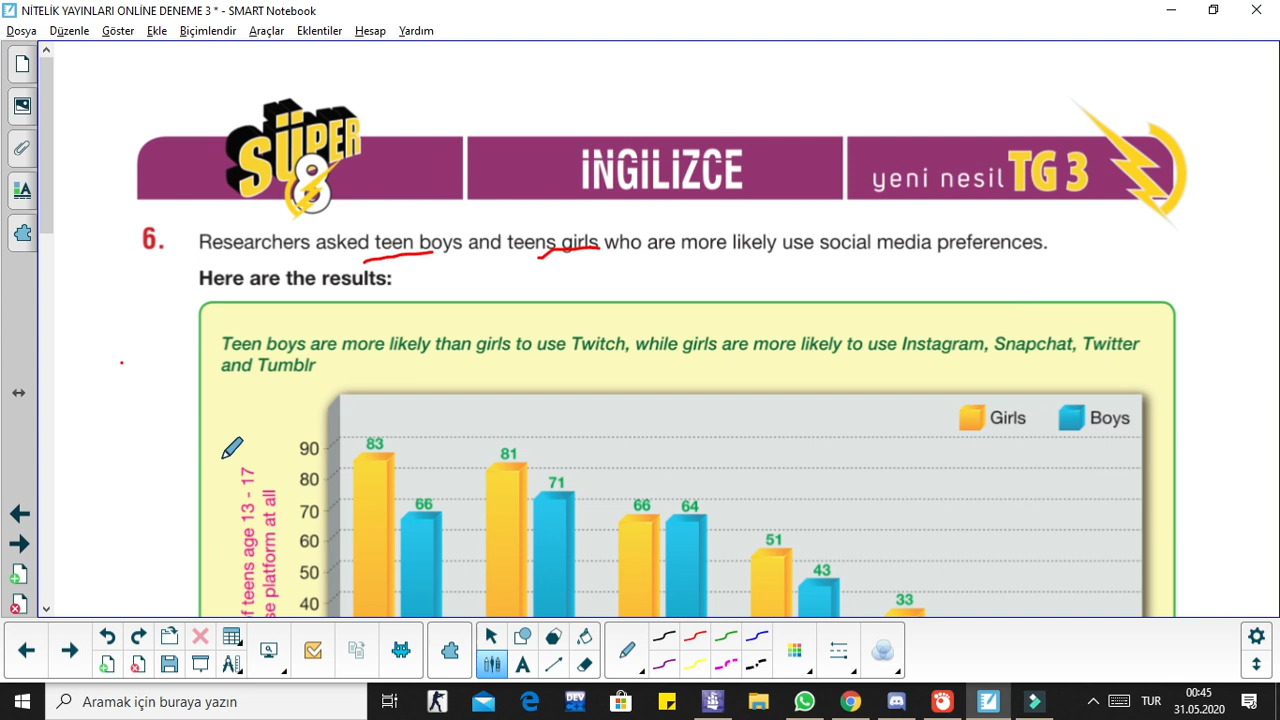 NİTELİK YAYINLARI ONLİNE DENEME 3 * - SMART Notebook
Dosya Düzenle Göster Ekle Biçimlendir Araçlar Eklentiler Hesap Yardım
SÜPER 8
İNGİLİZCE
yeni nesil TG 3
6. Researchers asked teen boys and teens girls who are more likely use social media preferences.
Here are the results:
Teen boys are more likely than girls to use Twitch, while girls are more likely to use Instagram, Snapchat, Twitter
and Tumblr
Girls Boys
90
80
70
60
50
40
83
66
81
71
66
64
51
43
33
of teens age 13 - 17
se platform at all
Aramak için buraya yazın
DEV
TUR
00:45
31.05.2020